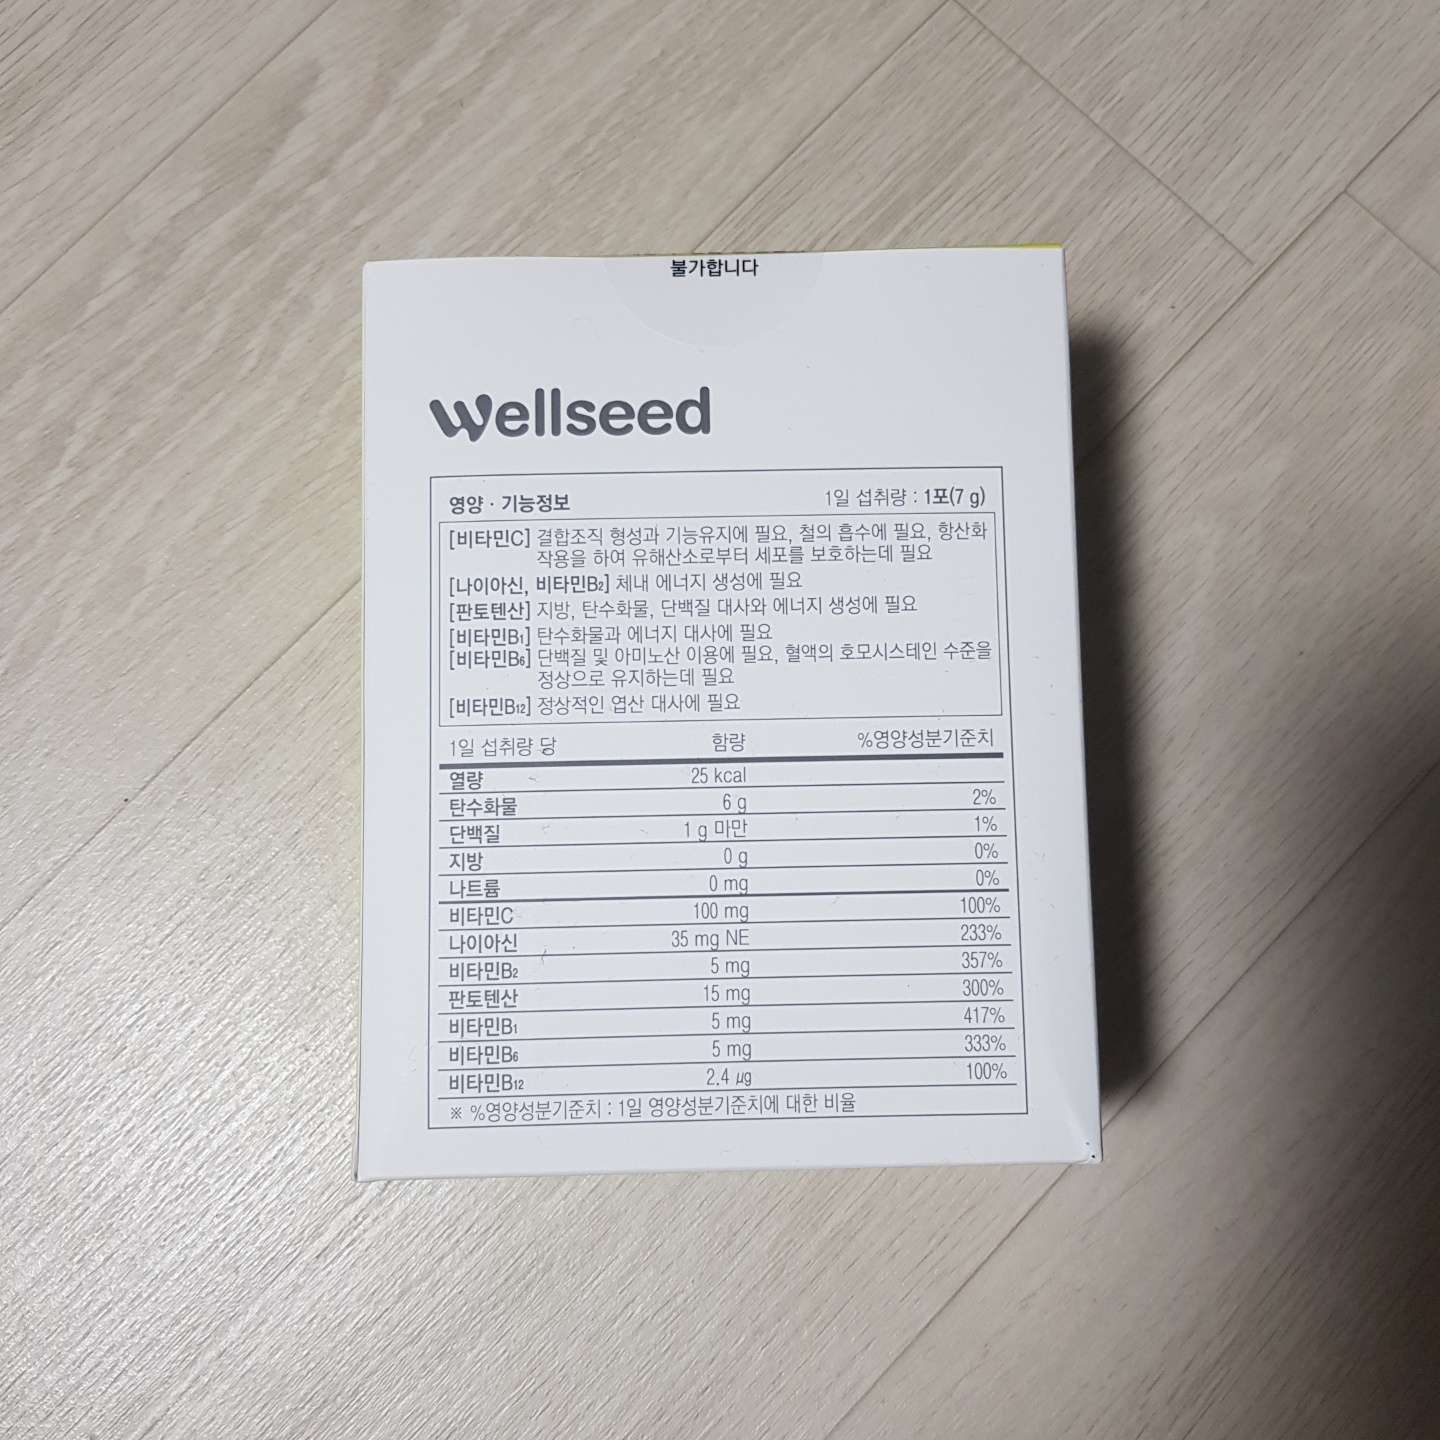 불가합니다
wellseed
영양 · 기능정보 1일 섭취량 : 1포(7 g)
[비타민C] 결합조직 형성과 기능유지에 필요, 철의 흡수에 필요, 항산화
작용을 하여 유해산소로부터 세포를 보호하는데 필요
[나이아신, 비타민B2] 체내 에너지 생성에 필요
[판토텐산] 지방, 탄수화물, 단백질 대사와 에너지 생성에 필요
[비타민B1] 탄수화물과 에너지 대사에 필요
[비타민B6] 단백질 및 아미노산 이용에 필요, 혈액의 호모시스테인 수준을
정상으로 유지하는데 필요
[비타민B12] 정상적인 엽산 대사에 필요
1일 섭취량 당 함량 %영양성분기준치
열량 25 kcal
탄수화물 6 g 2%
단백질 1 g 미만 1%
지방 0 g 0%
나트륨 0 mg 0%
비타민C 100 mg 100%
나이아신 35 mg NE 233%
비타민B2 5 mg 357%
판토텐산 15 mg 300%
비타민B1 5 mg 417%
비타민B6 5 mg 333%
비타민B12 2.4 μg 100%
※ %영양성분기준치 : 1일 영양성분기준치에 대한 비율